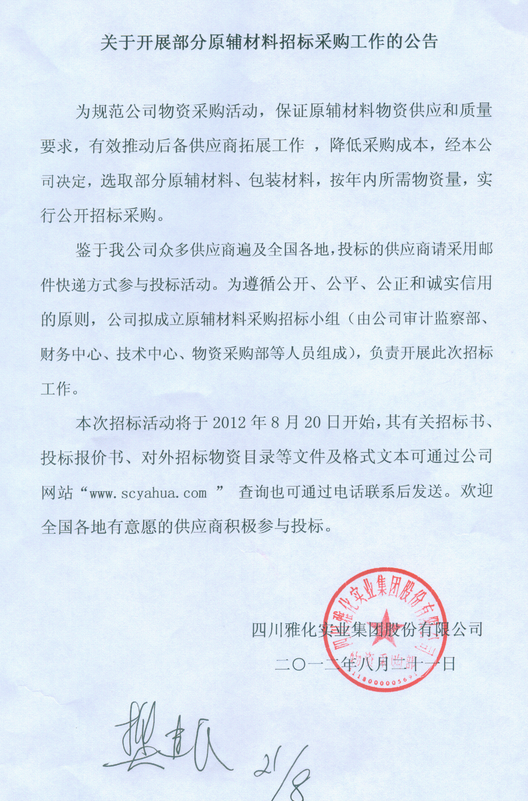 关于开展部分原辅材料招标采购工作的公告
为规范公司物资采购活动，保证原辅材料物资供应和质量
要求，有效推动后备供应商拓展工作 ，降低采购成本，经本公
司决定，选取部分原辅材料、包装材料，按年内所需物资量，实
行公开招标采购。
鉴于我公司众多供应商遍及全国各地，投标的供应商请采用邮
件快递方式参与投标活动。为遵循公开、公平、公正和诚实信用
的原则，公司拟成立原辅材料采购招标小组（由公司审计监察部、
财务中心、技术中心、物资采购部等人员组成），负责开展此次招标
工作。
本次招标活动将于 2012 年 8 月 20 日开始，其有关招标书、
投标报价书、对外招标物资目录等文件及格式文本可通过公司
网站“www.scyahua.com ” 查询也可通过电话联系后发送。欢迎
全国各地有意愿的供应商积极参与投标。
四川雅化实业集团股份有限公司
物资采购部
四川雅化实业集团股份有限公司
二〇一二年八月二十一日
21/8